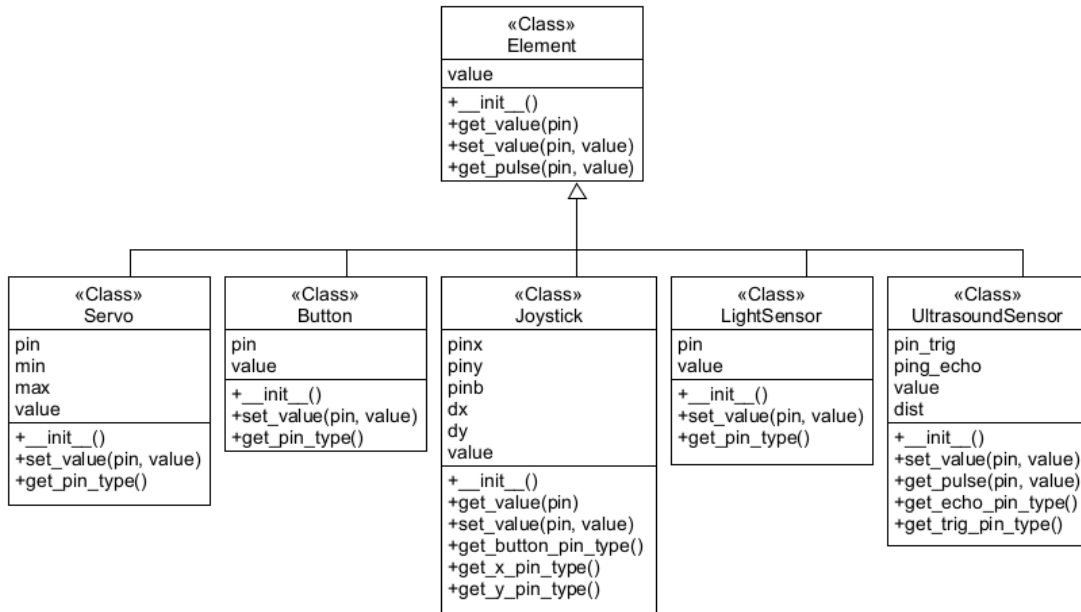 «Class»
Element
value
+__init__()
+get_value(pin)
+set_value(pin, value)
+get_pulse(pin, value)
«Class»
Servo
pin
min
max
value
+__init__()
+set_value(pin, value)
+get_pin_type()
«Class»
Button
pin
value
+__init__()
+set_value(pin, value)
+get_pin_type()
«Class»
Joystick
pinx
piny
pinb
dx
dy
value
+__init__()
+get_value(pin)
+set_value(pin, value)
+get_button_pin_type()
+get_x_pin_type()
+get_y_pin_type()
«Class»
LightSensor
pin
value
+__init__()
+set_value(pin, value)
+get_pin_type()
«Class»
UltrasoundSensor
pin_trig
ping_echo
value
dist
+__init__()
+set_value(pin, value)
+get_pulse(pin, value)
+get_echo_pin_type()
+get_trig_pin_type()